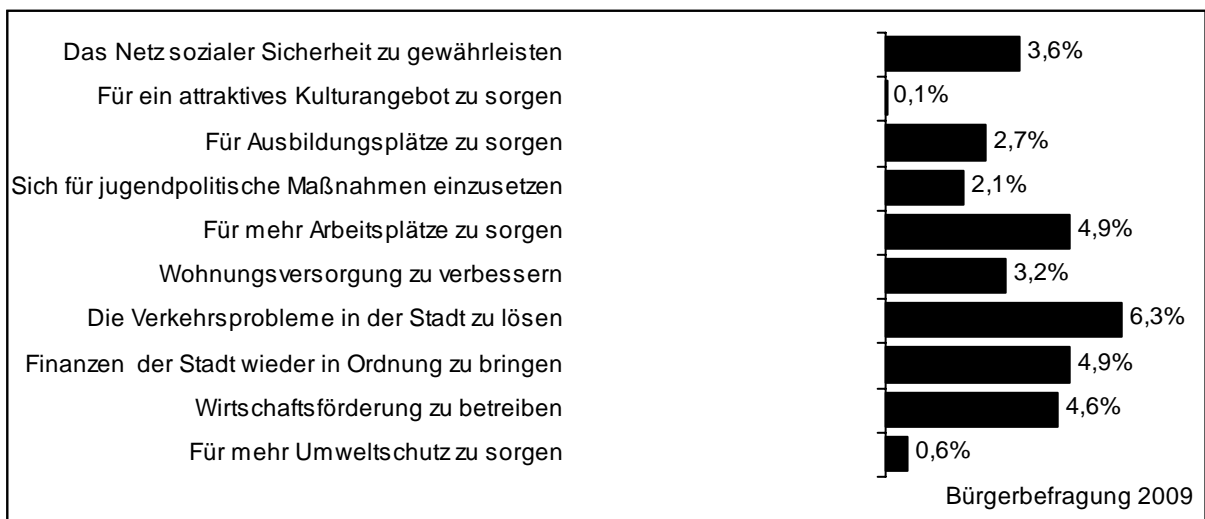 Das Netz sozialer Sicherheit zu gewährleisten 3,6%
Für ein attraktives Kulturangebot zu sorgen 0,1%
Für Ausbildungsplätze zu sorgen 2,7%
Sich für jugendpolitische Maßnahmen einzusetzen 2,1%
Für mehr Arbeitsplätze zu sorgen 4,9%
Wohnungsversorgung zu verbessern 3,2%
Die Verkehrsprobleme in der Stadt zu lösen 6,3%
Finanzen der Stadt wieder in Ordnung zu bringen 4,9%
Wirtschaftsförderung zu betreiben 4,6%
Für mehr Umweltschutz zu sorgen 0,6%
Bürgerbefragung 2009